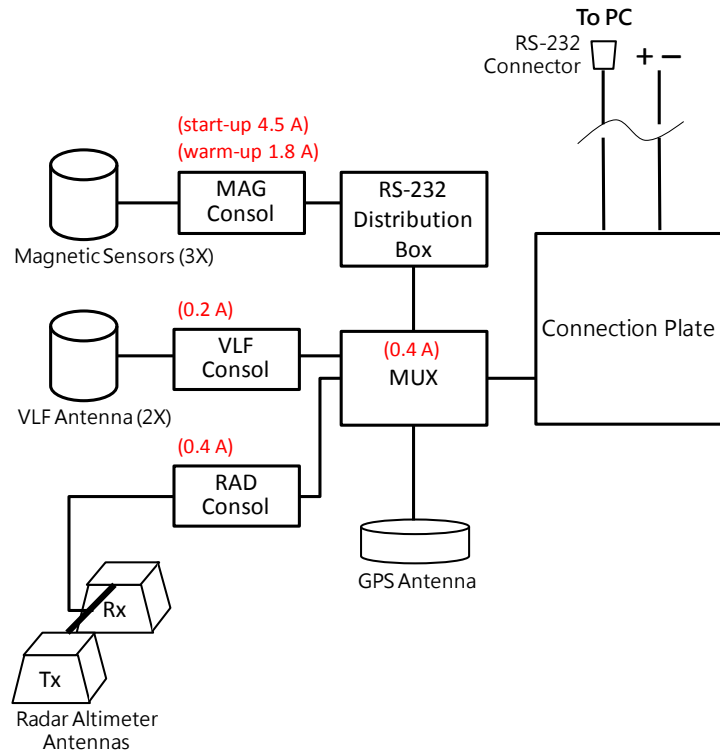 To PC
RS-232
Connector
+ −
(start-up 4.5 A)
(warm-up 1.8 A)
MAG
Consol
RS-232
Distribution
Box
Magnetic Sensors (3X)
Connection Plate
(0.2 A)
VLF
Consol
(0.4 A)
MUX
VLF Antenna (2X)
(0.4 A)
RAD
Consol
GPS Antenna
Rx
Tx
Radar Altimeter
Antennas